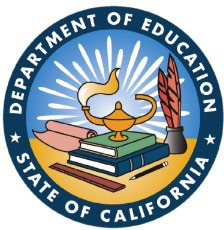 DEPARTMENT OF EDUCATION
STATE OF CALIFORNIA